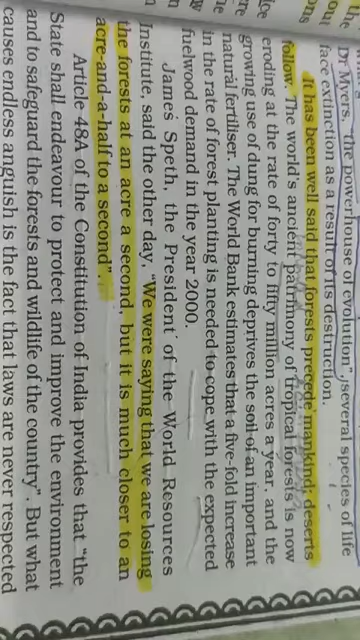 the
Dr Myers, "the powerhouse of evolution", several species of life
out face extinction as a result of its destruction.
ons It has been well said that forests precede mankind; deserts
follow. The world's ancient patrimony of tropical forests is now
ice eroding at the rate of forty to fifty million acres a year, and the
re growing use of dung for burning deprives the soil of an important
natural fertiliser. The World Bank estimates that a five-fold increase
he in the rate of forest planting is needed to cope with the expected
w fuelwood demand in the year 2000.
n James Speth, the President of the World Resources
Institute, said the other day, "We were saying that we are losing
the forests at an acre a second, but it is much closer to an
acre-and-a-half to a second".
Article 48A of the Constitution of India provides that "the
State shall endeavour to protect and improve the environment
and to safeguard the forests and wildlife of the country". But what
causes endless anguish is the fact that laws are never respected